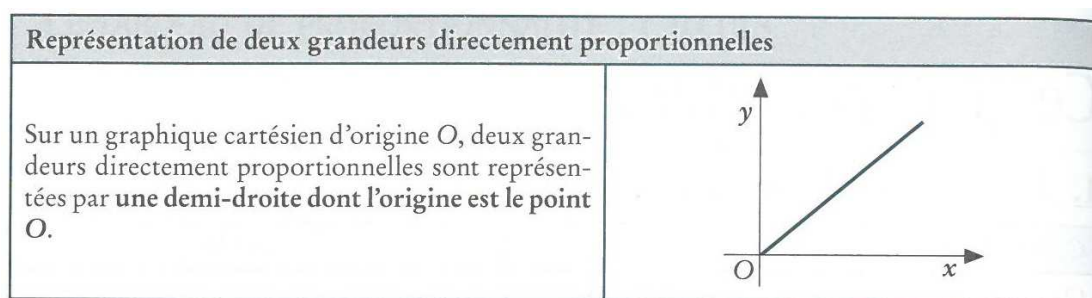 Représentation de deux grandeurs directement proportionnelles
Sur un graphique cartésien d'origine O, deux gran-
deurs directement proportionnelles sont représen-
tées par une demi-droite dont l'origine est le point
O.
y
O
x